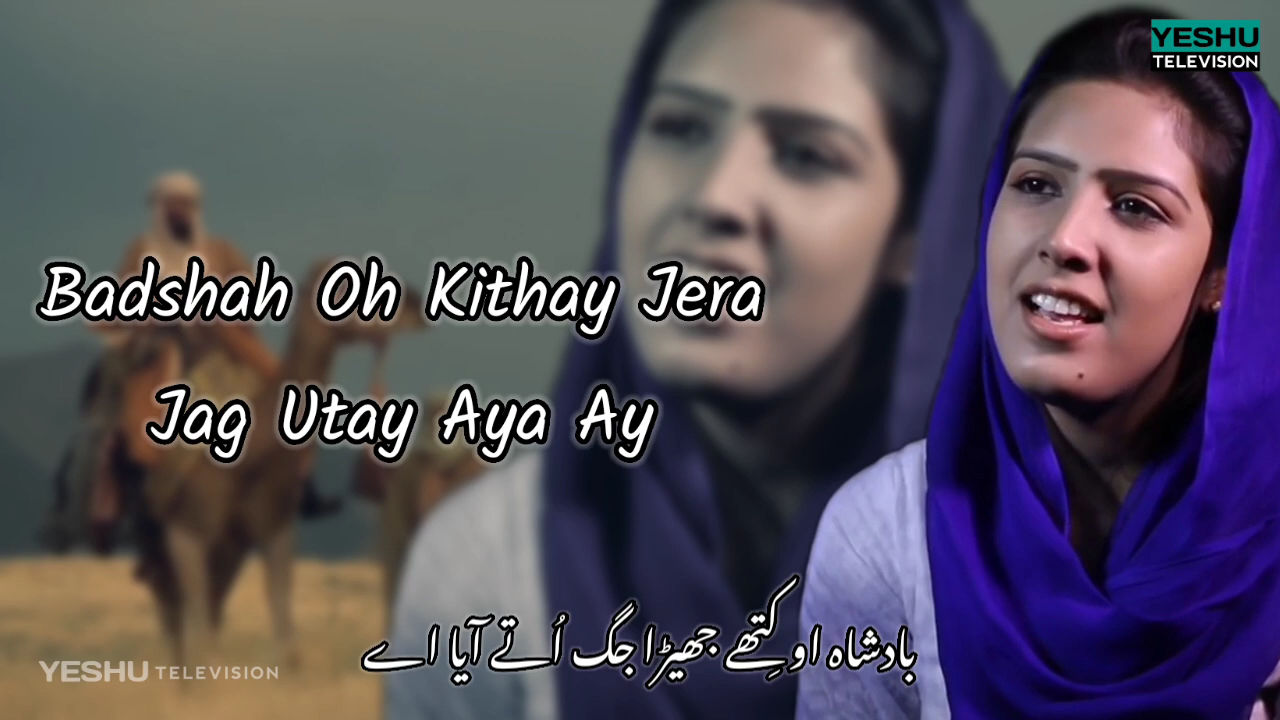 YESHU
TELEVISION
Badshah Oh Kithay Jera
Jag Utay Aya Ay
بادشاہ او کِتھے جھیڑا جگ اُتے آیا اے
YESHU TELEVISION